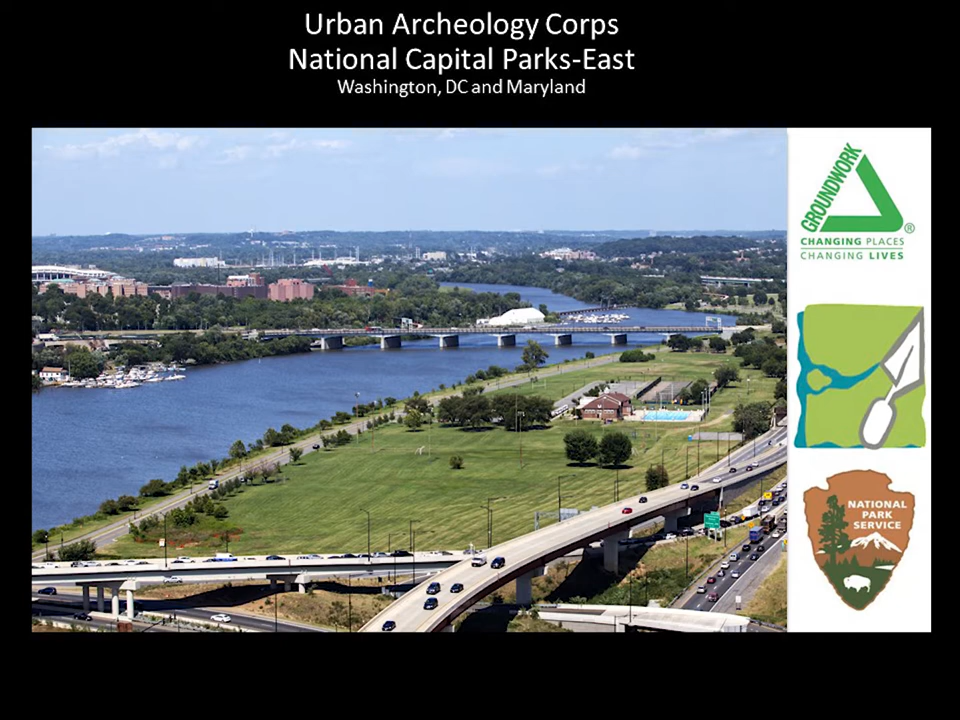 Urban Archeology Corps
National Capital Parks-East
Washington, DC and Maryland
GROUNDWORK
®
CHANGING PLACES
CHANGING LIVES
NATIONAL
PARK
SERVICE